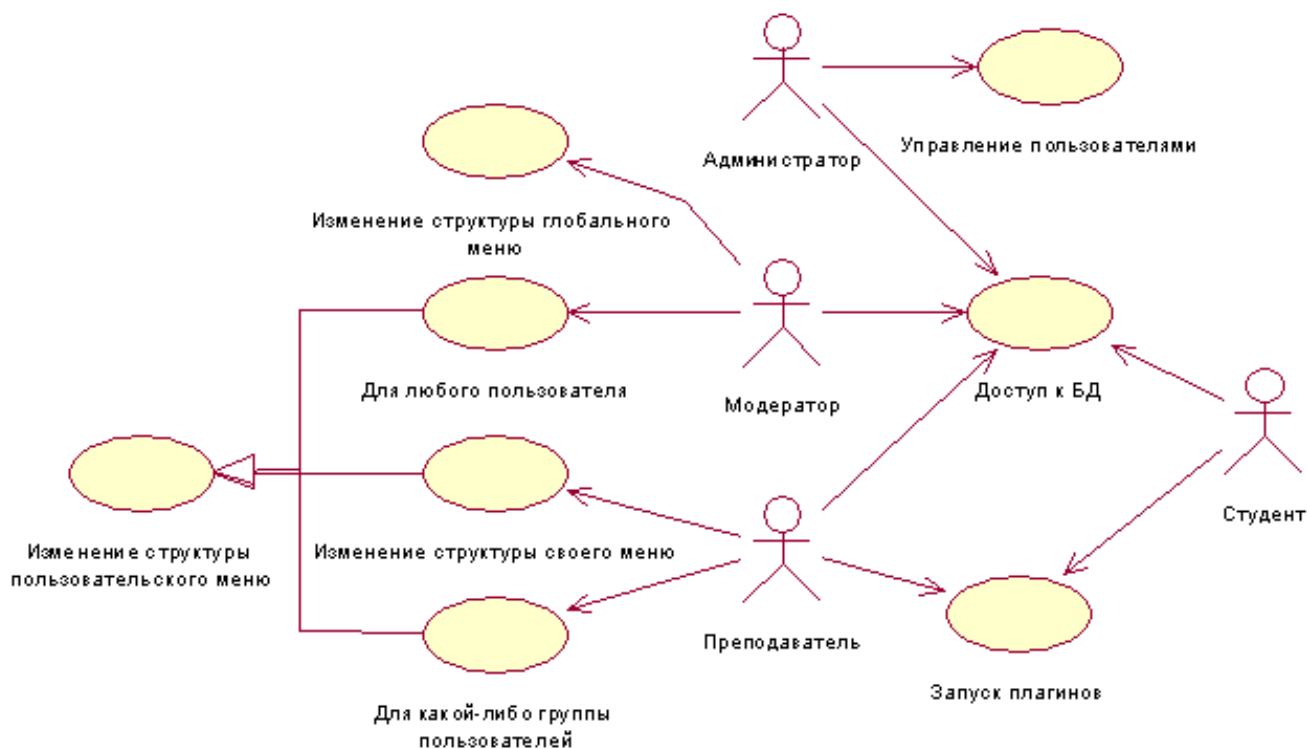 Администратор
Управление пользователями
Изменение структуры глобального
меню
Для любого пользователя
Модератор
Доступ к БД
Студент
Изменение структуры
пользовательского меню
Изменение структуры своего меню
Преподаватель
Запуск плагинов
Для какой-либо группы
пользователей